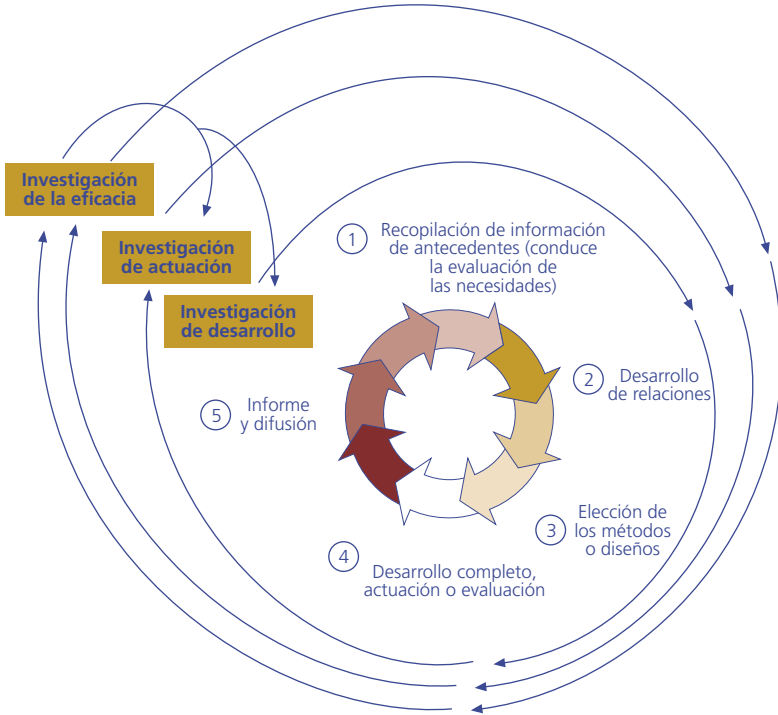 Investigación
de la eficacia
Investigación
de actuación
Investigación
de desarrollo
1
Recopilación de información
de antecedentes (conduce
la evaluación de
las necesidades)
2
Desarrollo
de relaciones
3
Elección de
los métodos
o diseños
4
Desarrollo completo,
actuación o evaluación
5
Informe
y difusión